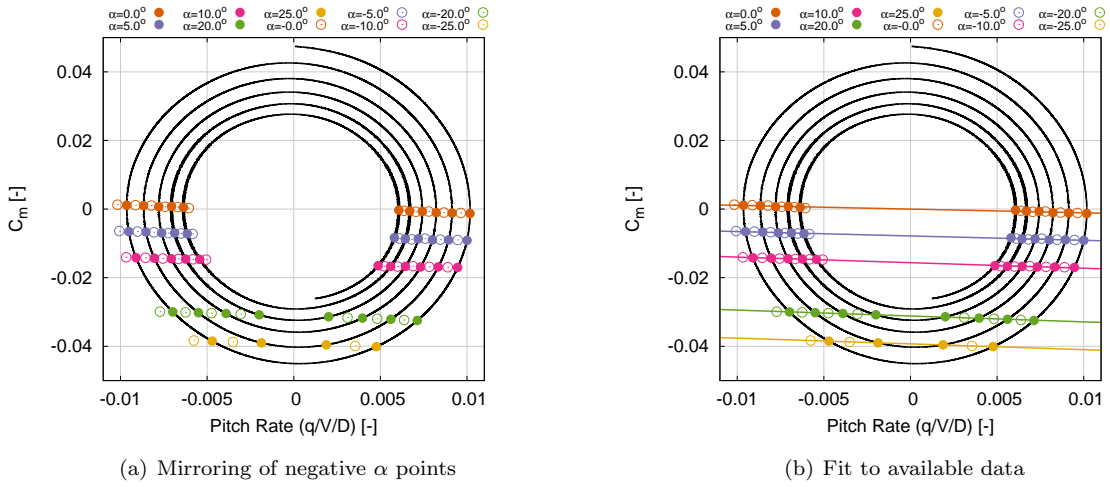 α=0.0° α=10.0° α=25.0° α=-5.0° α=-20.0°
α=5.0° α=20.0° α=-0.0° α=-10.0° α=-25.0°
0.04
0.02
0
-0.02
-0.04
C_m [-]
-0.01 -0.005 0 0.005 0.01
Pitch Rate (q/V/D) [-]
(a) Mirroring of negative α points
α=0.0° α=10.0° α=25.0° α=-5.0° α=-20.0°
α=5.0° α=20.0° α=-0.0° α=-10.0° α=-25.0°
0.04
0.02
0
-0.02
-0.04
C_m [-]
-0.01 -0.005 0 0.005 0.01
Pitch Rate (q/V/D) [-]
(b) Fit to available data